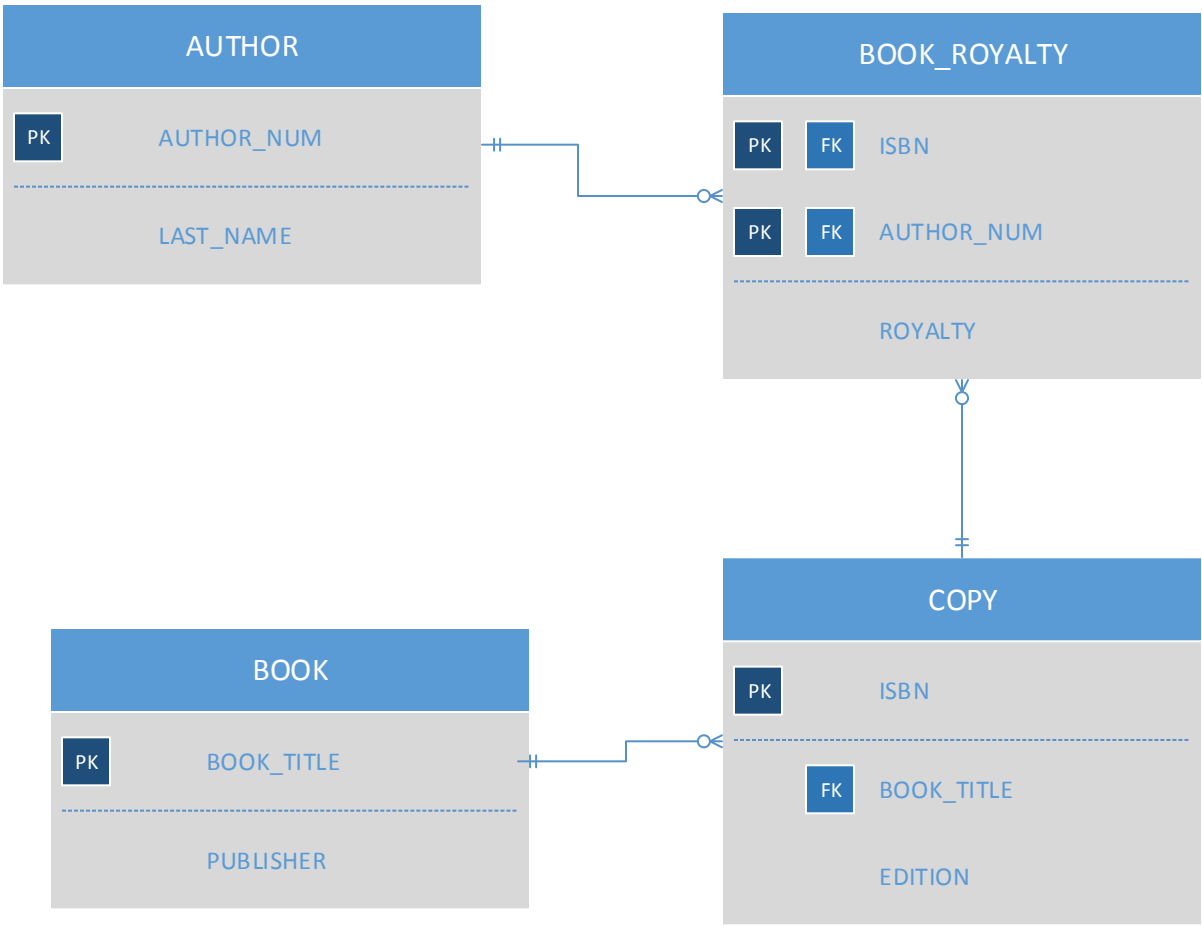 AUTHOR
PK AUTHOR_NUM
LAST_NAME
BOOK_ROYALTY
PK FK ISBN
PK FK AUTHOR_NUM
ROYALTY
BOOK
PK BOOK_TITLE
PUBLISHER
COPY
PK ISBN
FK BOOK_TITLE
EDITION